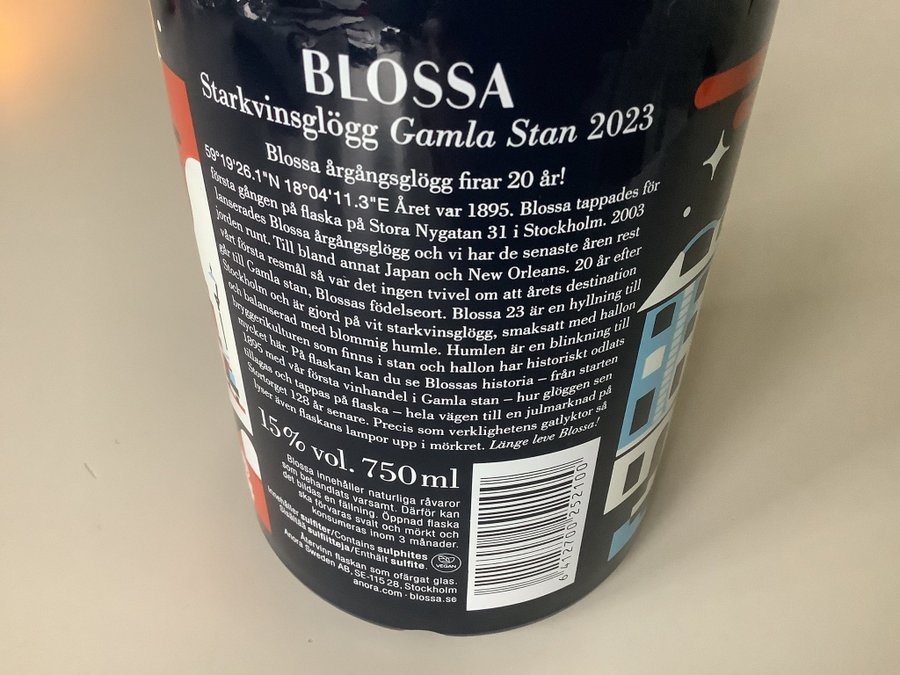 BLOSSA
Starkvinsglögg Gamla Stan 2023
Blossa årgångsglögg firar 20 år!
59°19'26.1"N 18°04'11.3"E Året var 1895. Blossa tappades för
första gången på flaska på Stora Nygatan 31 i Stockholm. 2003
lanserades Blossa årgångsglögg och vi har de senaste åren rest
jorden runt. Till bland annat Japan och New Orleans. 20 år efter
vårt första resmål så var det ingen tvivel om att årets destination
går till Gamla stan, Blossas födelseort. Blossa 23 är en hyllning till
Stockholm och är gjord på vit starkvinsglögg, smaksatt med hallon
och balanserad med blommig humle. Humlen är en blinkning till
bryggerikulturen som finns i stan och hallon har historiskt odlats
mycket här. På flaskan kan du se Blossas historia – från starten
1895 med vår första vinhandel i Gamla stan – hur glöggen sen
tillagas och tappas på flaska – hela vägen till en julmarknad på
Stortorget 128 år senare. Precis som verklighetens gatlyktor så
lyser även flaskans lampor upp i mörkret. Länge leve Blossa!
15% vol. 750ml
Blossa innehåller naturliga råvaror
som behandlats varsamt. Därför kan
det bildas en fällning. Öppnad flaska
ska förvaras svalt och mörkt och
konsumeras inom 3 månader.
Innehåller sulfiter/Contains sulphites
Sisältää sulfiitteja/Enthält sulfite.
VEGAN
Återvinn flaskan som ofärgat glas.
Anora Sweden AB, SE-115 28, Stockholm
anora.com · blossa.se
6 412700 252100